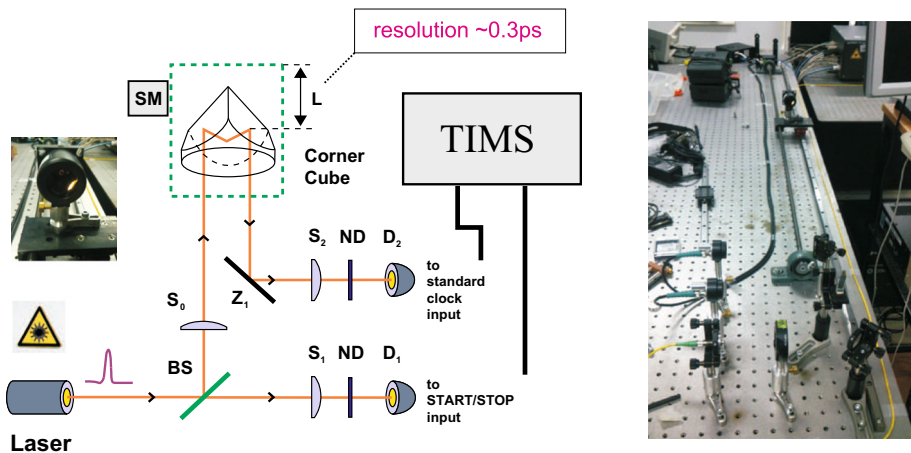 resolution ~0.3ps
SM
L
TIMS
Corner
Cube
S2 ND D2
to
standard
clock
input
Z1
S0
BS
S1 ND D1
to
START/STOP
input
Laser